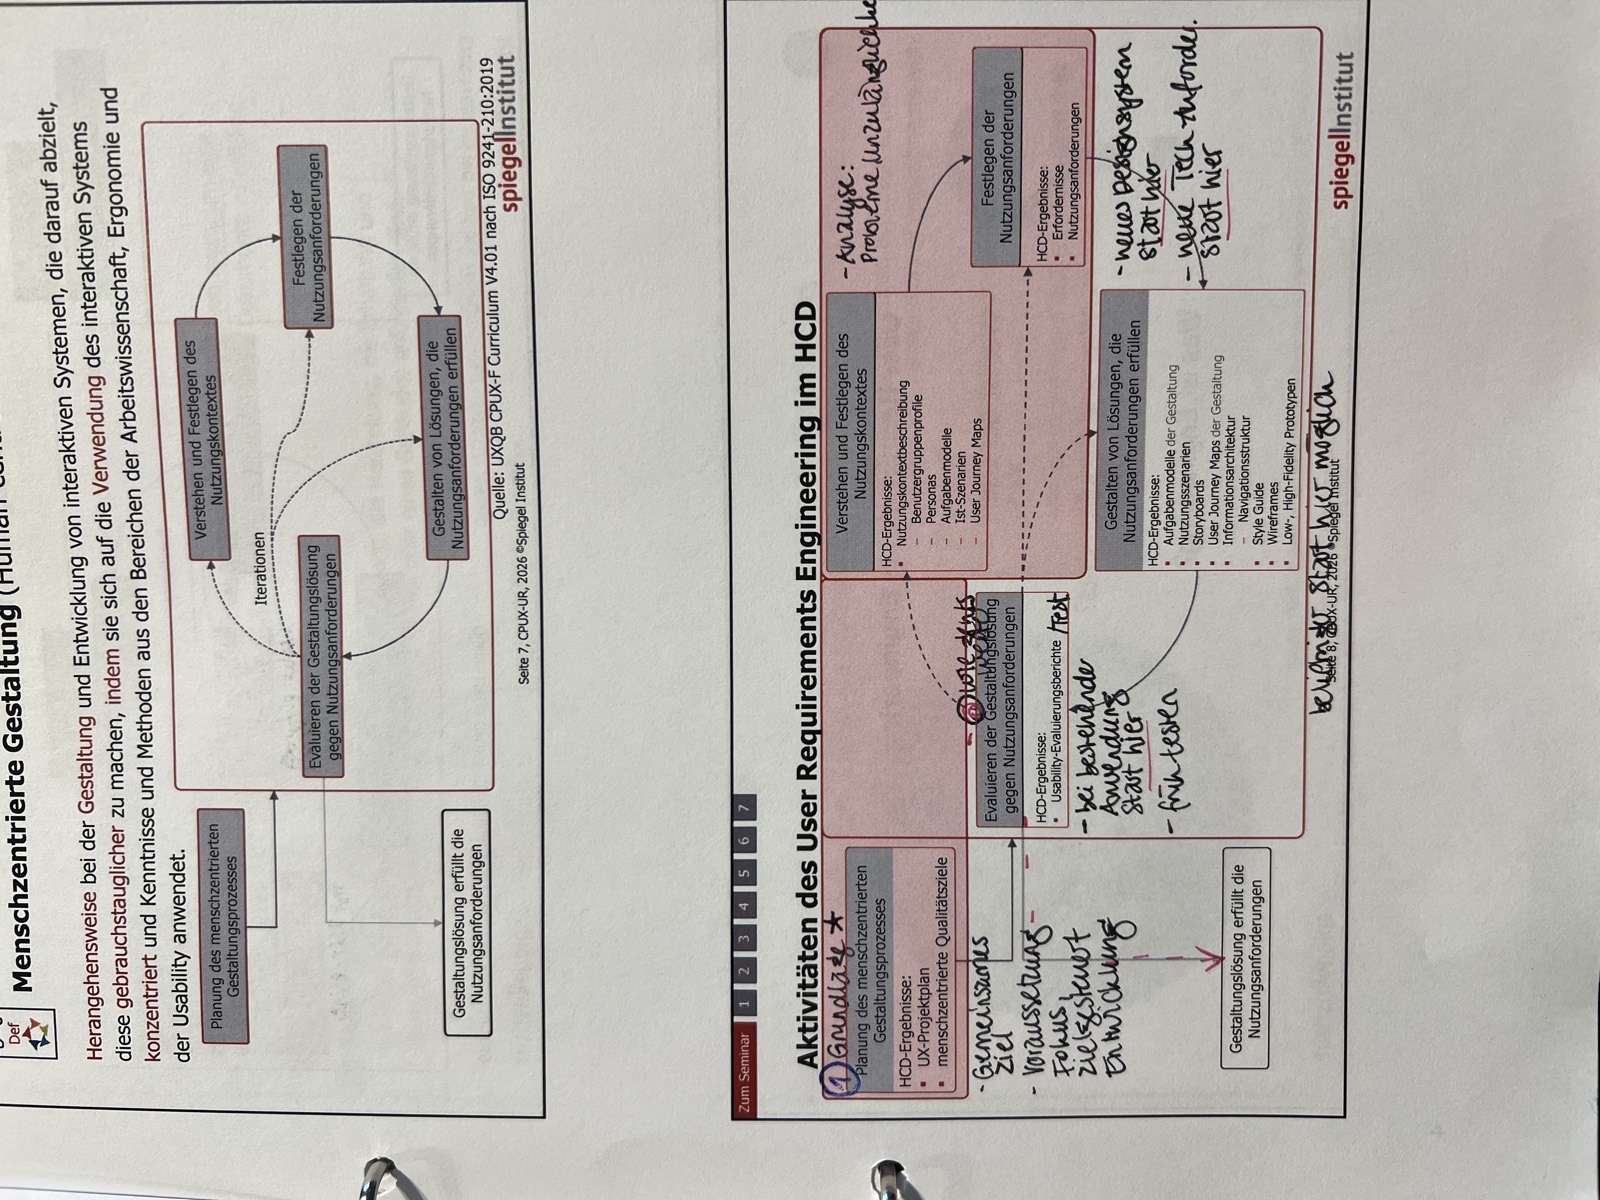 Def
Menschzentrierte Gestaltung (Human-cent
Herangehensweise bei der Gestaltung und Entwicklung von interaktiven Systemen, die darauf abzielt,
diese gebrauchstauglicher zu machen, indem sie sich auf die Verwendung des interaktiven Systems
konzentriert und Kenntnisse und Methoden aus den Bereichen der Arbeitswissenschaft, Ergonomie und
der Usability anwendet.
Planung des menschzentrierten
Gestaltungsprozesses
Verstehen und Festlegen des
Nutzungskontextes
Iterationen
Evaluieren der Gestaltungslösung
gegen Nutzungsanforderungen
Festlegen der
Nutzungsanforderungen
Gestaltungslösung erfüllt die
Nutzungsanforderungen
Gestalten von Lösungen, die
Nutzungsanforderungen erfüllen
Quelle: UXQB CPUX-F Curriculum V4.01 nach ISO 9241-210:2019
Seite 7, CPUX-UR, 2026 ©Spiegel Institut
spiegelInstitut
Zum Seminar 1 2 3 4 5 6 7
Aktivitäten des User Requirements Engineering im HCD
1 Grundlage ★
Planung des menschzentrierten
Gestaltungsprozesses
HCD-Ergebnisse:
▪ UX-Projektplan
▪ menschzentrierte Qualitätsziele
- Gemeinsames
Ziel
- Voraussetzung
Fokus,
zielgesteuert
Entwicklung
Gestaltungslösung erfüllt die
Nutzungsanforderungen
wie
Evaluieren der Gestaltungslösung
gegen Nutzungsanforderungen
HCD-Ergebnisse:
▪ Usability-Evaluierungsberichte /Test
- bei bestehender
Anwendung
Start hier
- früh testen
Verstehen und Festlegen des
Nutzungskontextes
HCD-Ergebnisse:
▪ Nutzungskontextbeschreibung
– Benutzergruppenprofile
– Personas
– Aufgabenmodelle
– Ist-Szenarien
– User Journey Maps
- Analyse:
Probleme
Festlegen der
Nutzungsanforderungen
HCD-Ergebnisse:
▪ Erfordernisse
▪ Nutzungsanforderungen
- neues Designsystem
start hier
- neue Tech Anforder.
start hier
Gestalten von Lösungen, die
Nutzungsanforderungen erfüllen
HCD-Ergebnisse:
▪ Aufgabenmodelle der Gestaltung
▪ Nutzungsszenarien
▪ Storyboards
▪ User Journey Maps der Gestaltung
▪ Informationsarchitektur
– Navigationsstruktur
▪ Style Guide
▪ Wireframes
▪ Low-, High-Fidelity Prototypen
start hier möglich
Seite 8, CPUX-UR, 2026 ©Spiegel Institut
spiegelInstitut